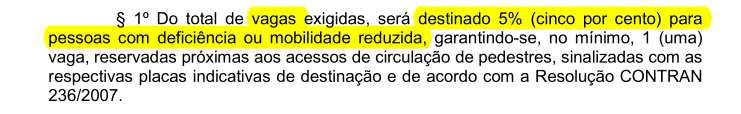 § 1º Do total de vagas exigidas, será destinado 5% (cinco por cento) para
pessoas com deficiência ou mobilidade reduzida, garantindo-se, no mínimo, 1 (uma)
vaga, reservadas próximas aos acessos de circulação de pedestres, sinalizadas com as
respectivas placas indicativas de destinação e de acordo com a Resolução CONTRAN
236/2007.